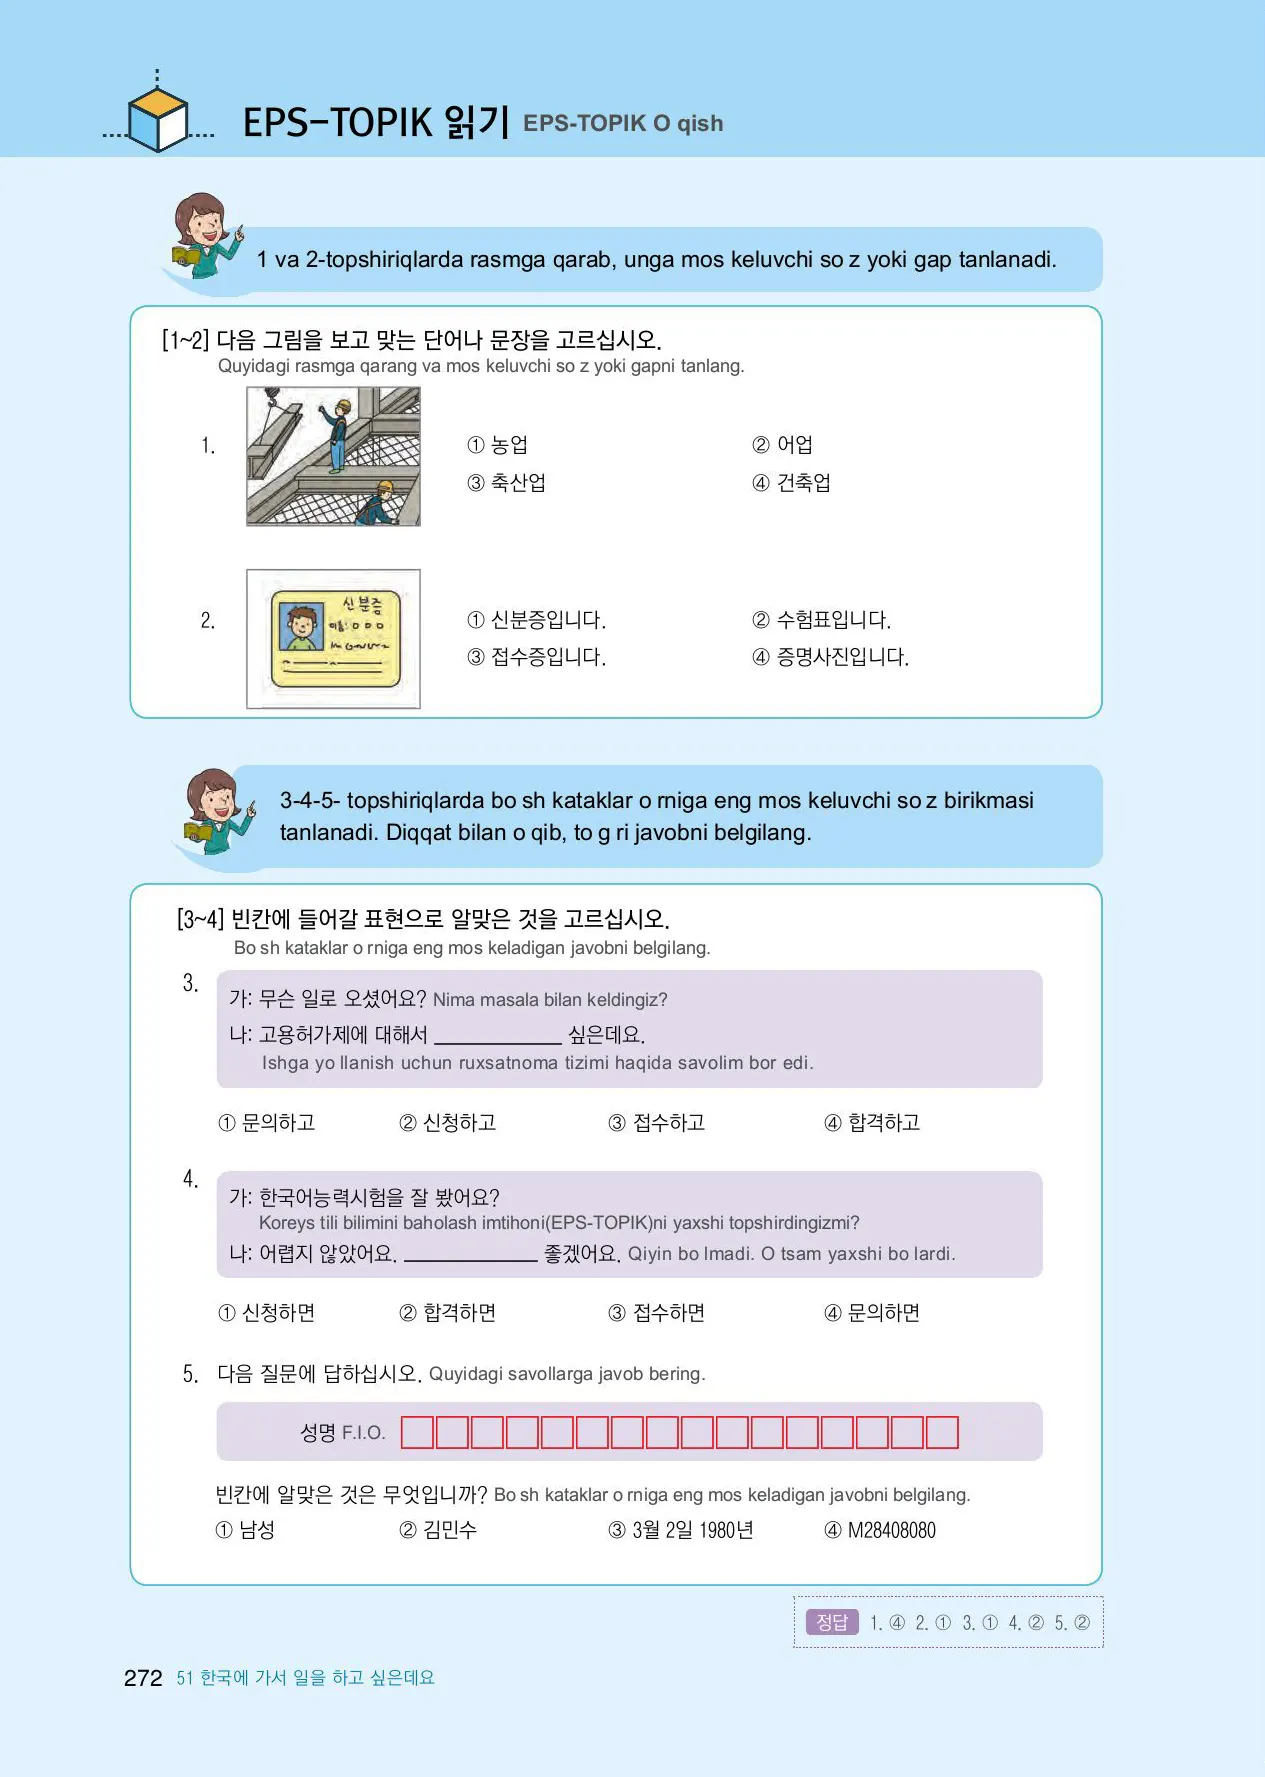 EPS-TOPIK 읽기 EPS-TOPIK O qish
1 va 2-topshiriqlarda rasmga qarab, unga mos keluvchi so z yoki gap tanlanadi.
[1~2] 다음 그림을 보고 맞는 단어나 문장을 고르십시오.
Quyidagi rasmga qarang va mos keluvchi so z yoki gapni tanlang.
1.
① 농업 ② 어업
③ 축산업 ④ 건축업
2.
신분증
이름: ㅁㅁㅁ
① 신분증입니다. ② 수험표입니다.
③ 접수증입니다. ④ 증명사진입니다.
3-4-5- topshiriqlarda bo sh kataklar o rniga eng mos keluvchi so z birikmasi
tanlanadi. Diqqat bilan o qib, to g ri javobni belgilang.
[3~4] 빈칸에 들어갈 표현으로 알맞은 것을 고르십시오.
Bo sh kataklar o rniga eng mos keladigan javobni belgilang.
3.
가: 무슨 일로 오셨어요? Nima masala bilan keldingiz?
나: 고용허가제에 대해서 ____________ 싶은데요.
Ishga yo llanish uchun ruxsatnoma tizimi haqida savolim bor edi.
① 문의하고 ② 신청하고 ③ 접수하고 ④ 합격하고
4.
가: 한국어능력시험을 잘 봤어요?
Koreys tili bilimini baholash imtihoni(EPS-TOPIK)ni yaxshi topshirdingizmi?
나: 어렵지 않았어요. ____________ 좋겠어요. Qiyin bo lmadi. O tsam yaxshi bo lardi.
① 신청하면 ② 합격하면 ③ 접수하면 ④ 문의하면
5. 다음 질문에 답하십시오. Quyidagi savollarga javob bering.
성명 F.I.O.
빈칸에 알맞은 것은 무엇입니까? Bo sh kataklar o rniga eng mos keladigan javobni belgilang.
① 남성 ② 김민수 ③ 3월 2일 1980년 ④ M28408080
정답 1. ④ 2. ① 3. ① 4. ② 5. ②
272 51 한국에 가서 일을 하고 싶은데요